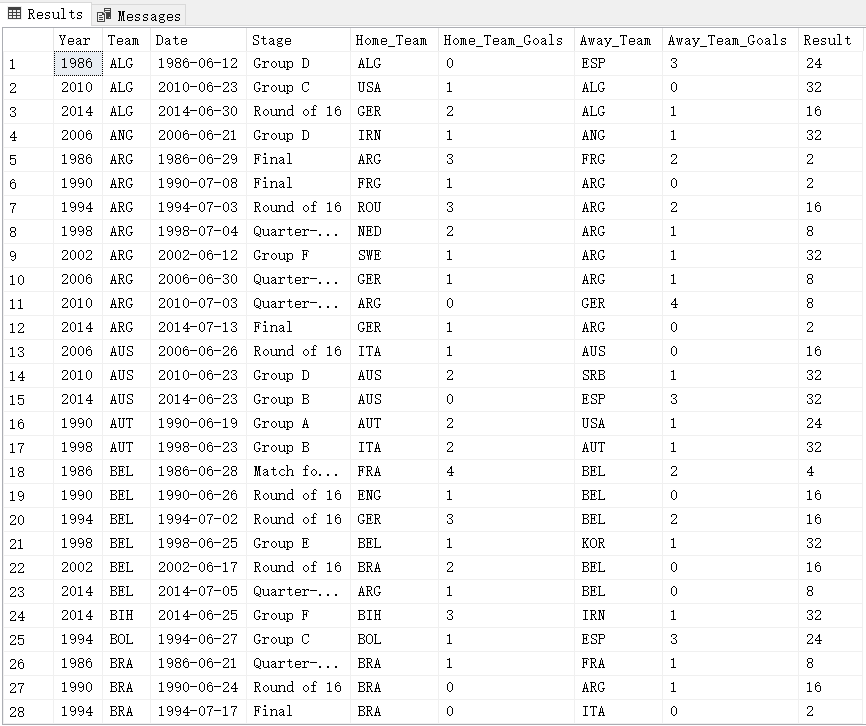 Results Messages
Year Team Date Stage Home_Team Home_Team_Goals Away_Team Away_Team_Goals Result
1 1986 ALG 1986-06-12 Group D ALG 0 ESP 3 24
2 2010 ALG 2010-06-23 Group C USA 1 ALG 0 32
3 2014 ALG 2014-06-30 Round of 16 GER 2 ALG 1 16
4 2006 ANG 2006-06-21 Group D IRN 1 ANG 1 32
5 1986 ARG 1986-06-29 Final ARG 3 FRG 2 2
6 1990 ARG 1990-07-08 Final FRG 1 ARG 0 2
7 1994 ARG 1994-07-03 Round of 16 ROU 3 ARG 2 16
8 1998 ARG 1998-07-04 Quarter-... NED 2 ARG 1 8
9 2002 ARG 2002-06-12 Group F SWE 1 ARG 1 32
10 2006 ARG 2006-06-30 Quarter-... GER 1 ARG 1 8
11 2010 ARG 2010-07-03 Quarter-... ARG 0 GER 4 8
12 2014 ARG 2014-07-13 Final GER 1 ARG 0 2
13 2006 AUS 2006-06-26 Round of 16 ITA 1 AUS 0 16
14 2010 AUS 2010-06-23 Group D AUS 2 SRB 1 32
15 2014 AUS 2014-06-23 Group B AUS 0 ESP 3 32
16 1990 AUT 1990-06-19 Group A AUT 2 USA 1 24
17 1998 AUT 1998-06-23 Group B ITA 2 AUT 1 32
18 1986 BEL 1986-06-28 Match fo... FRA 4 BEL 2 4
19 1990 BEL 1990-06-26 Round of 16 ENG 1 BEL 0 16
20 1994 BEL 1994-07-02 Round of 16 GER 3 BEL 2 16
21 1998 BEL 1998-06-25 Group E BEL 1 KOR 1 32
22 2002 BEL 2002-06-17 Round of 16 BRA 2 BEL 0 16
23 2014 BEL 2014-07-05 Quarter-... ARG 1 BEL 0 8
24 2014 BIH 2014-06-25 Group F BIH 3 IRN 1 32
25 1994 BOL 1994-06-27 Group C BOL 1 ESP 3 24
26 1986 BRA 1986-06-21 Quarter-... BRA 1 FRA 1 8
27 1990 BRA 1990-06-24 Round of 16 BRA 0 ARG 1 16
28 1994 BRA 1994-07-17 Final BRA 0 ITA 0 2